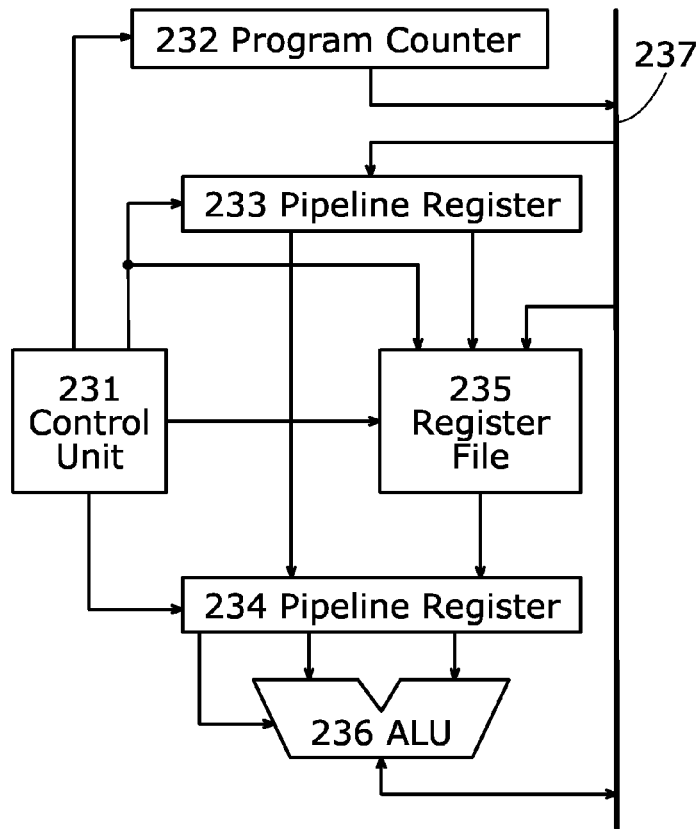 232 Program Counter
237
233 Pipeline Register
231
Control
Unit
235
Register
File
234 Pipeline Register
236 ALU